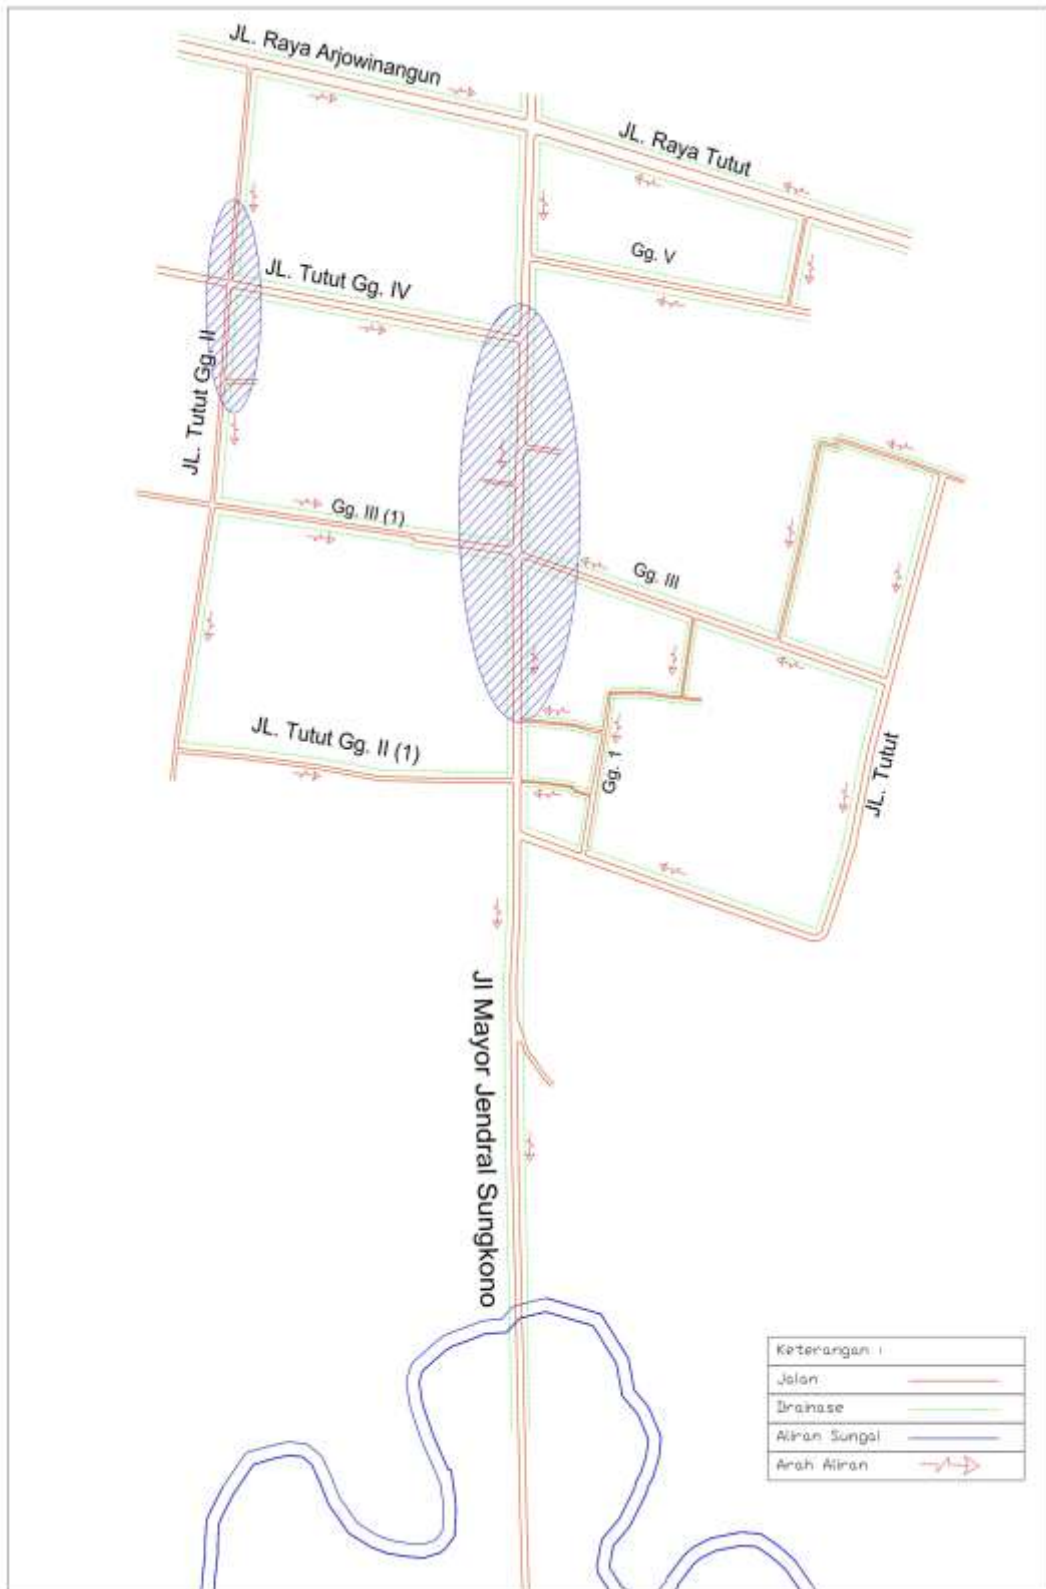 JL. Raya Arjowinangun
JL. Raya Tutut
Gg. V
JL. Tutut Gg. IV
JL. Tutut Gg. II
Gg. III (1)
Gg. III
JL. Tutut Gg. II (1)
Gg. 1
JL. Tutut
Jl Mayor Jendral Sungkono
Keterangan :
Jalan
Drainase
Aliran Sungai
Arah Aliran